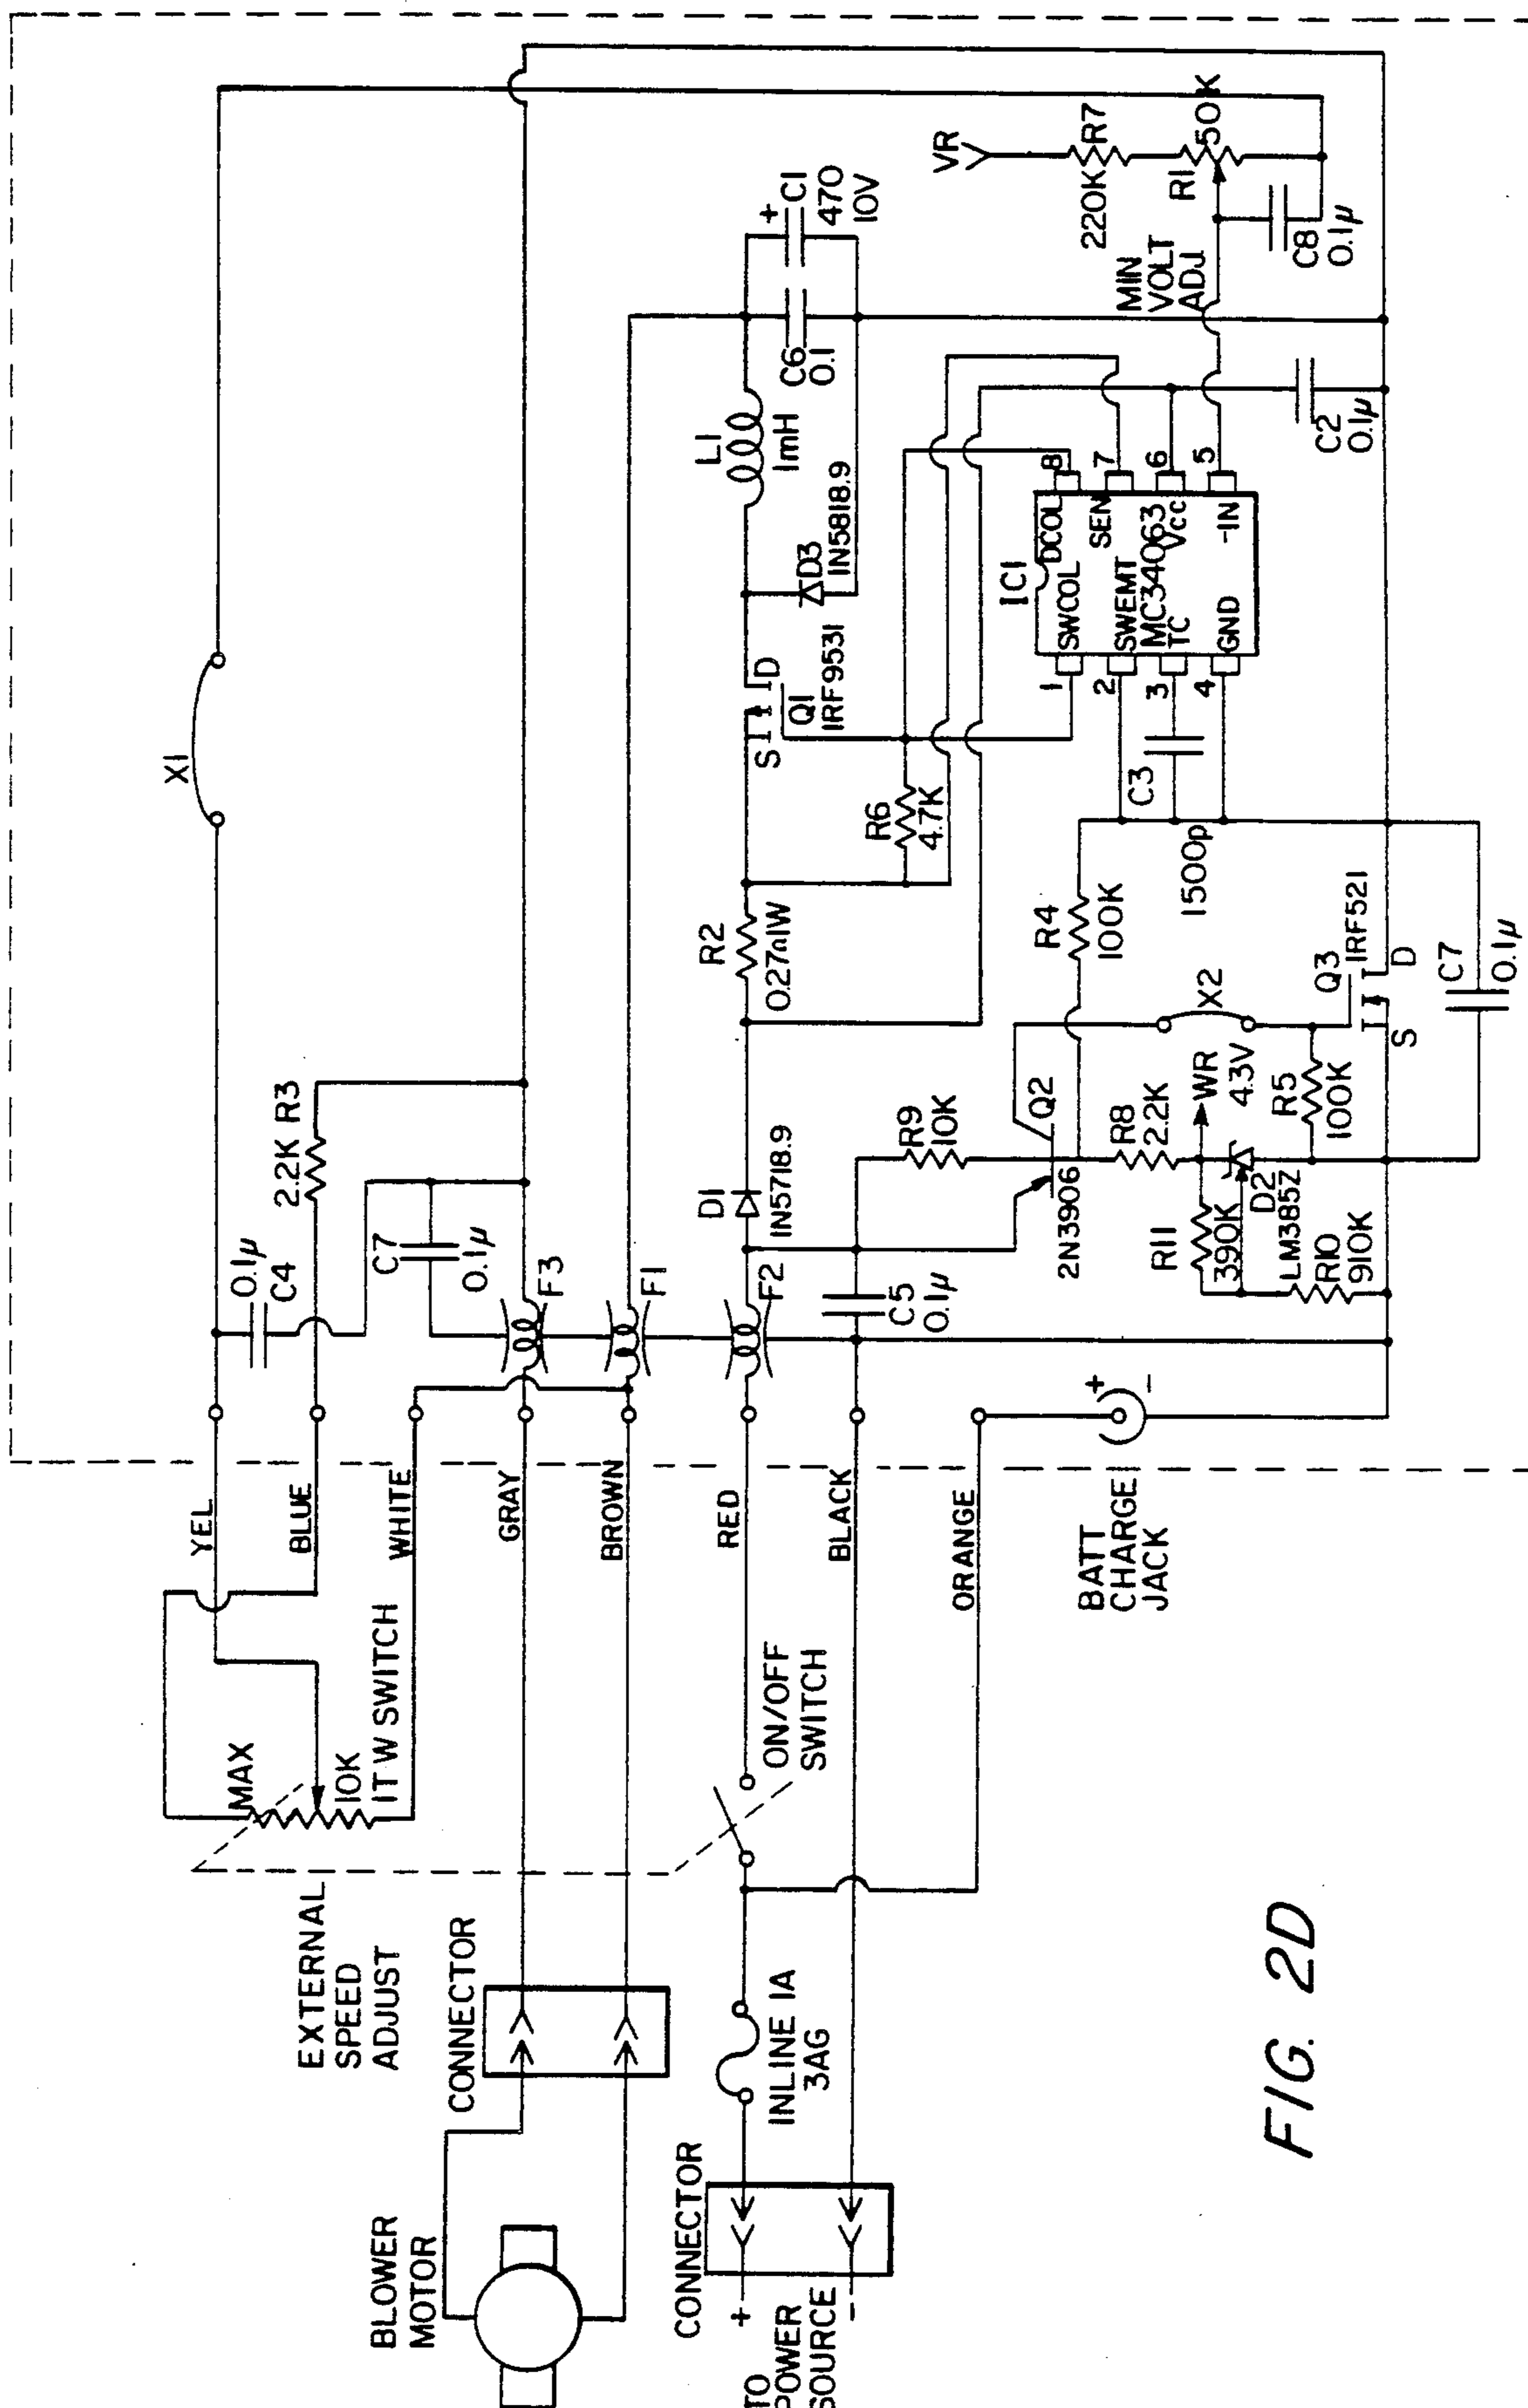 X1
VR
R7
220K
R1
50K
MIN
VOLT
ADJ.
C8
0.1µ
+
C1
470
10V
C6
0.1
L1
1mH
D3
IN5818.9
S
D
Q1
IRF9531
R6
4.7K
R2
0.27Ω1W
IC1
SWCOL
DCOL
SWEMT
SEN
MC34063
TC
Vcc
GND
-IN
1
2
3
4
8
7
6
5
C2
0.1µ
C3
1500p
R4
100K
X2
Q3
IRF521
S
D
C7
0.1µ
D1
IN5718.9
R9
10K
Q2
2N3906
R8
2.2K
WR
4.3V
R5
100K
D2
LM385Z
R11
390K
R10
910K
C5
0.1µ
2.2K R3
0.1µ
C4
C7
0.1µ
F3
F1
F2
+
-
BATT
CHARGE
JACK
YEL
BLUE
WHITE
GRAY
BROWN
RED
BLACK
ORANGE
MAX
10K
1T W SWITCH
EXTERNAL
SPEED
ADJUST
ON/OFF
SWITCH
CONNECTOR
INLINE 1A
3AG
BLOWER
MOTOR
CONNECTOR
+
-
TO
POWER
SOURCE
FIG. 2D